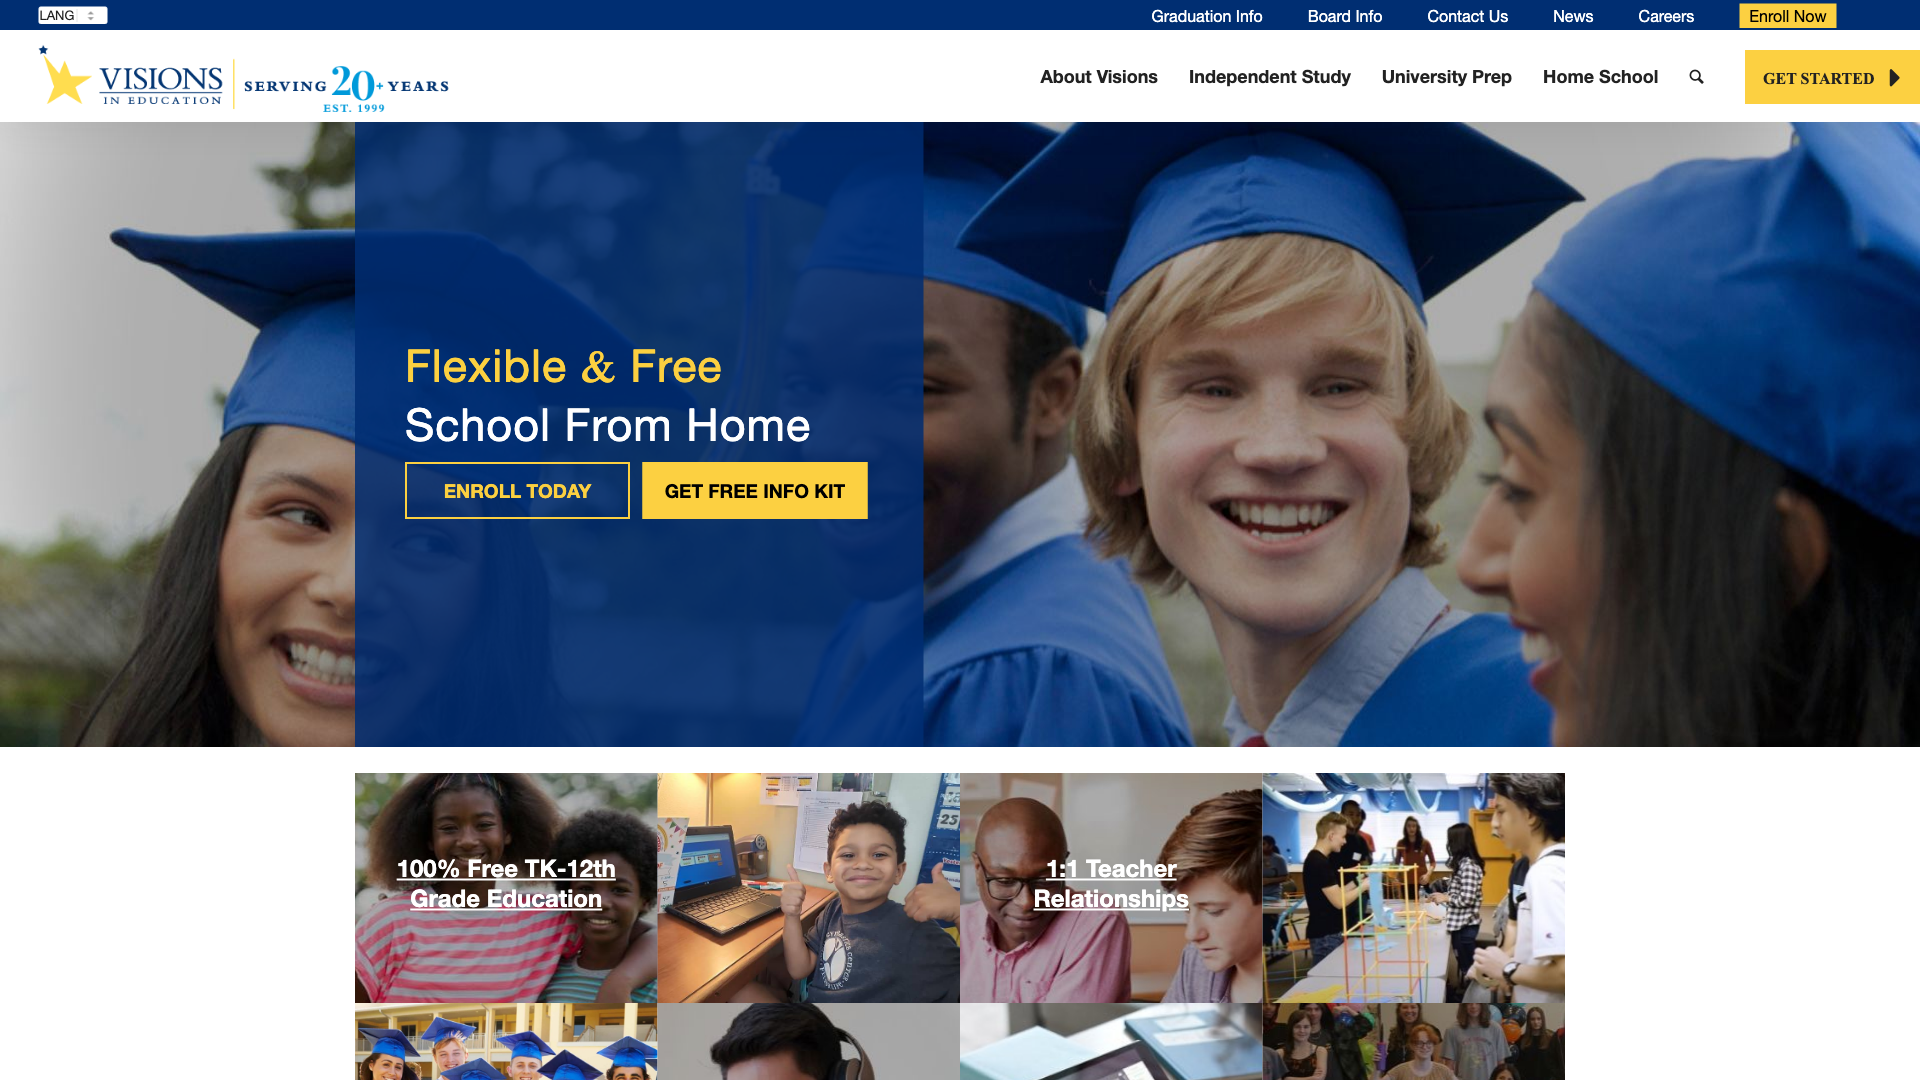 LANG
Graduation Info
Board Info
Contact Us
News
Careers
Enroll Now
VISIONS
IN EDUCATION
SERVING 20+ YEARS
EST. 1999
About Visions
Independent Study
University Prep
Home School
GET STARTED
Flexible & Free
School From Home
ENROLL TODAY
GET FREE INFO KIT
100% Free TK-12th
Grade Education
1:1 Teacher
Relationships
25